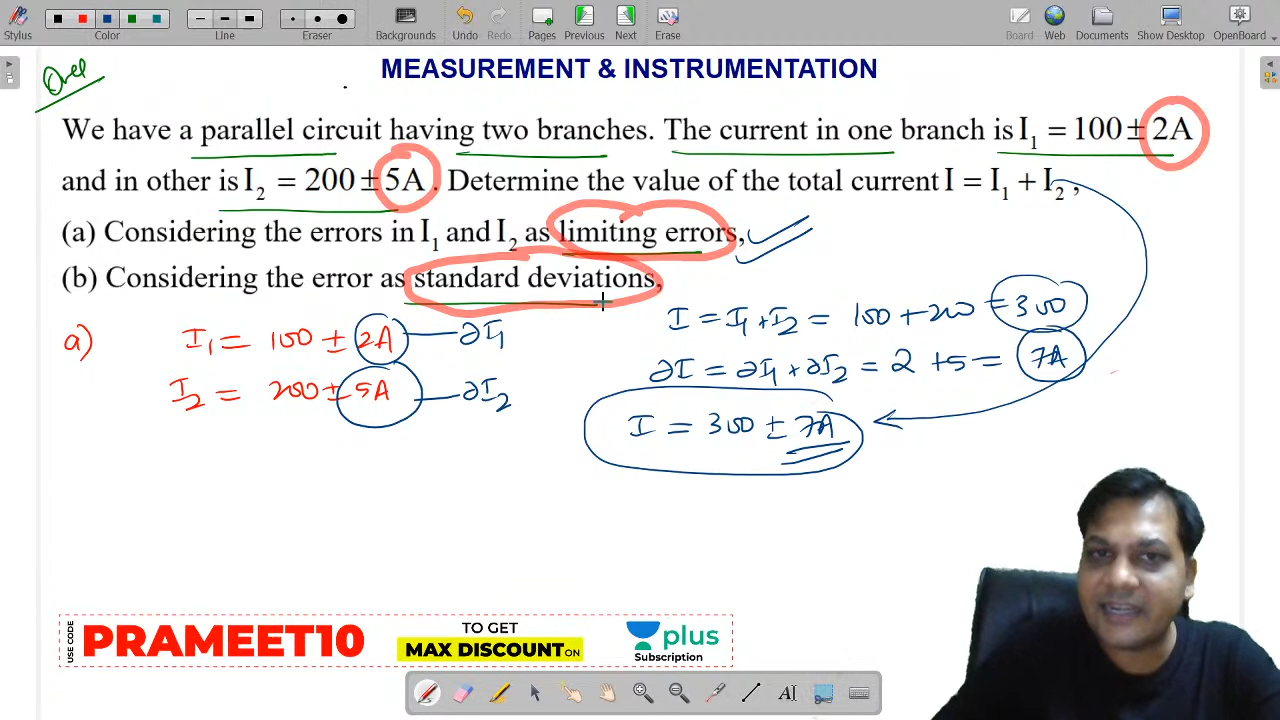 Stylus
Color
Line
Eraser
Backgrounds
Undo
Redo
Pages
Previous
Next
Erase
Board
Web
Documents
Show Desktop
OpenBoard
Ques
MEASUREMENT & INSTRUMENTATION
We have a parallel circuit having two branches. The current in one branch is I₁ = 100 ± 2A
and in other is I₂ = 200 ± 5A. Determine the value of the total current I = I₁ + I₂,
(a) Considering the errors in I₁ and I₂ as limiting errors,
(b) Considering the error as standard deviations,
a) I₁ = 100 ± 2A ∂I₁
I₂ = 200 ± 5A ∂I₂
I = I₁ + I₂ = 100 + 200 = 300
∂I = ∂I₁ + ∂I₂ = 2 + 5 = 7A
I = 300 ± 7A
USE CODE
PRAMEET10
TO GET
MAX DISCOUNT ON
plus
Subscription